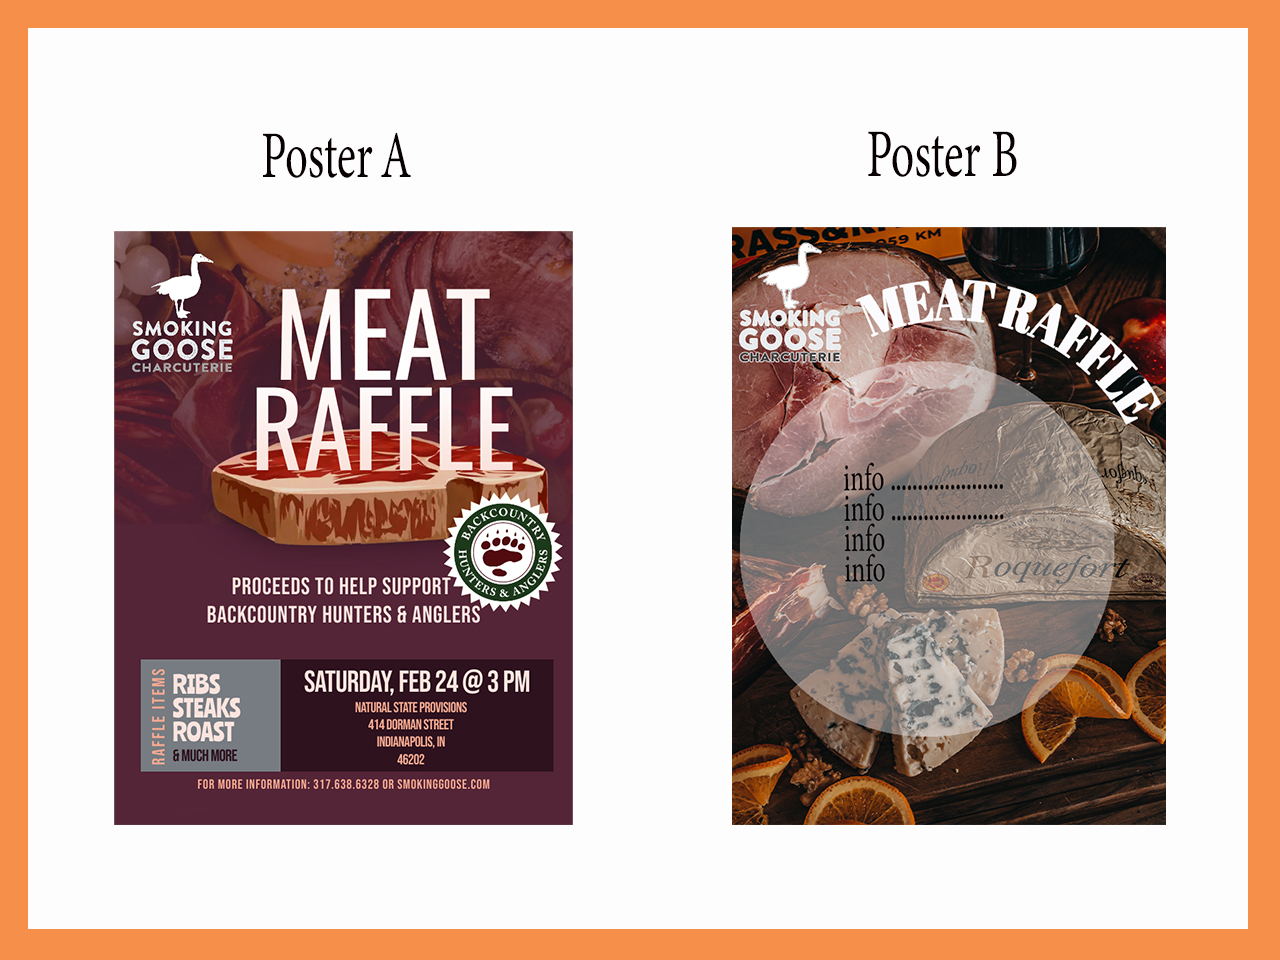 Poster A
Poster B
SMOKING
GOOSE
CHARCUTERIE
MEAT
RAFFLE
BACKCOUNTRY
HUNTERS & ANGLERS
PROCEEDS TO HELP SUPPORT
BACKCOUNTRY HUNTERS & ANGLERS
RAFFLE ITEMS
RIBS
STEAKS
ROAST
& MUCH MORE
SATURDAY, FEB 24 @ 3 PM
NATURAL STATE PROVISIONS
414 DORMAN STREET
INDIANAPOLIS, IN
46202
FOR MORE INFORMATION: 317.638.6328 OR SMOKINGGOOSE.COM
059 KM
SMOKING
GOOSE
CHARCUTERIE
MEAT RAFFLE
info ......................
info ......................
info
info
Roquefort